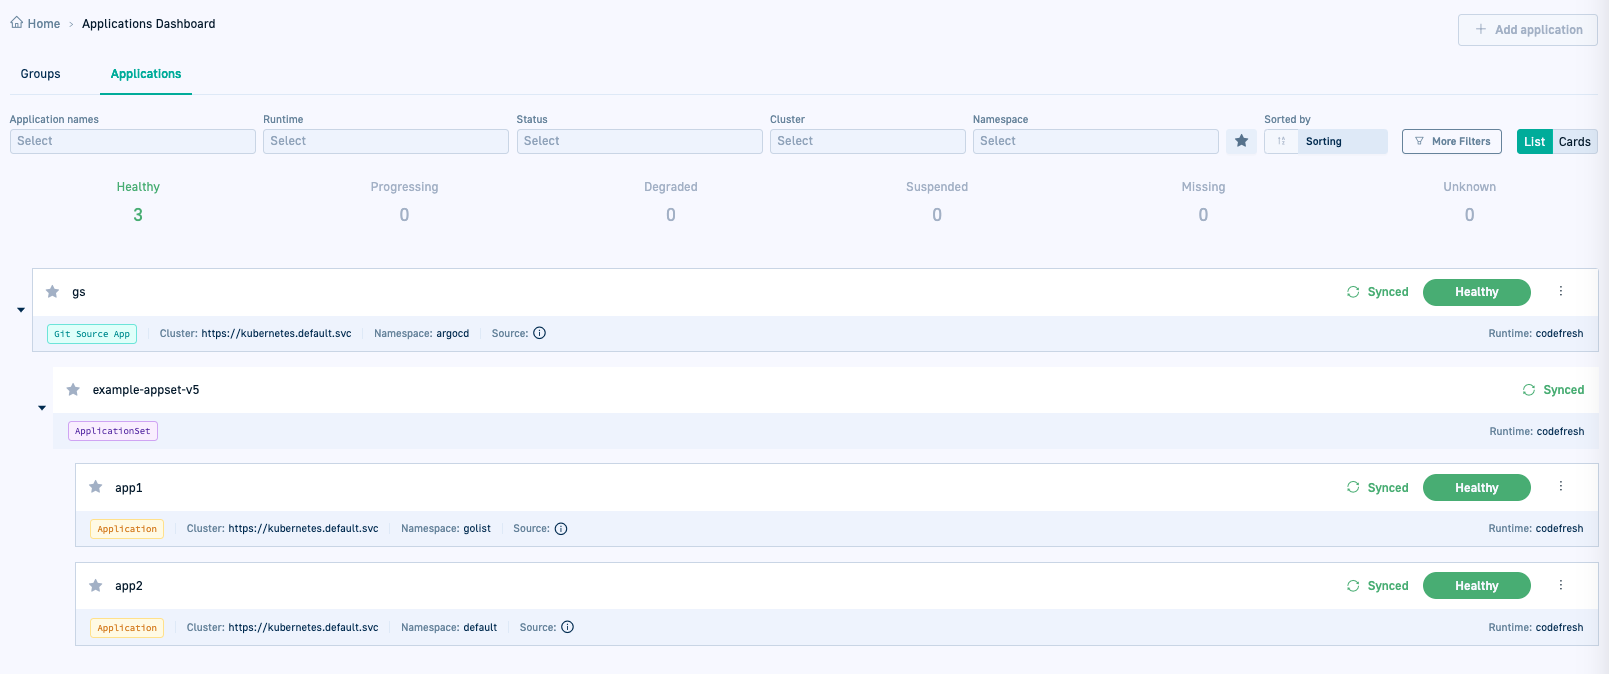 Home > Applications Dashboard
+ Add application
Groups Applications
Application names Runtime Status Cluster Namespace Sorted by
Select Select Select Select Select Sorting More Filters List Cards
Healthy Progressing Degraded Suspended Missing Unknown
3 0 0 0 0 0
gs Synced Healthy
Git Source App Cluster: https://kubernetes.default.svc Namespace: argocd Source: Runtime: codefresh
example-appset-v5 Synced
ApplicationSet Runtime: codefresh
app1 Synced Healthy
Application Cluster: https://kubernetes.default.svc Namespace: golist Source: Runtime: codefresh
app2 Synced Healthy
Application Cluster: https://kubernetes.default.svc Namespace: default Source: Runtime: codefresh